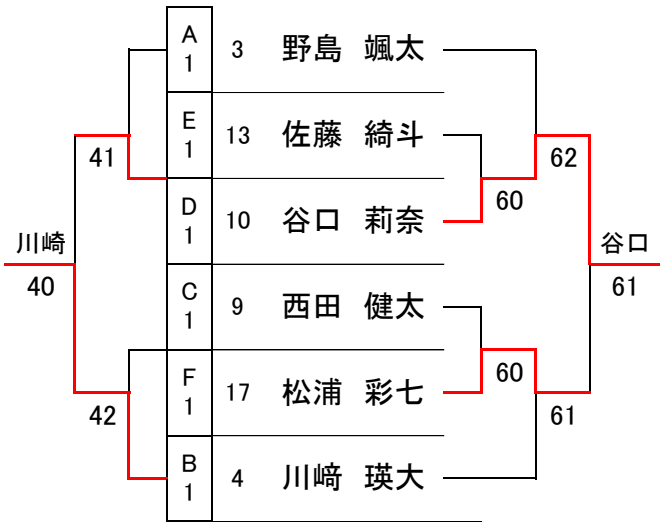 A 1 3 野島 颯太
E 1 13 佐藤 綺斗
41 62
D 1 10 谷口 莉奈 60
川崎 谷口
40 61
C 1 9 西田 健太
F 1 17 松浦 彩七 60
42 61
B 1 4 川﨑 瑛大